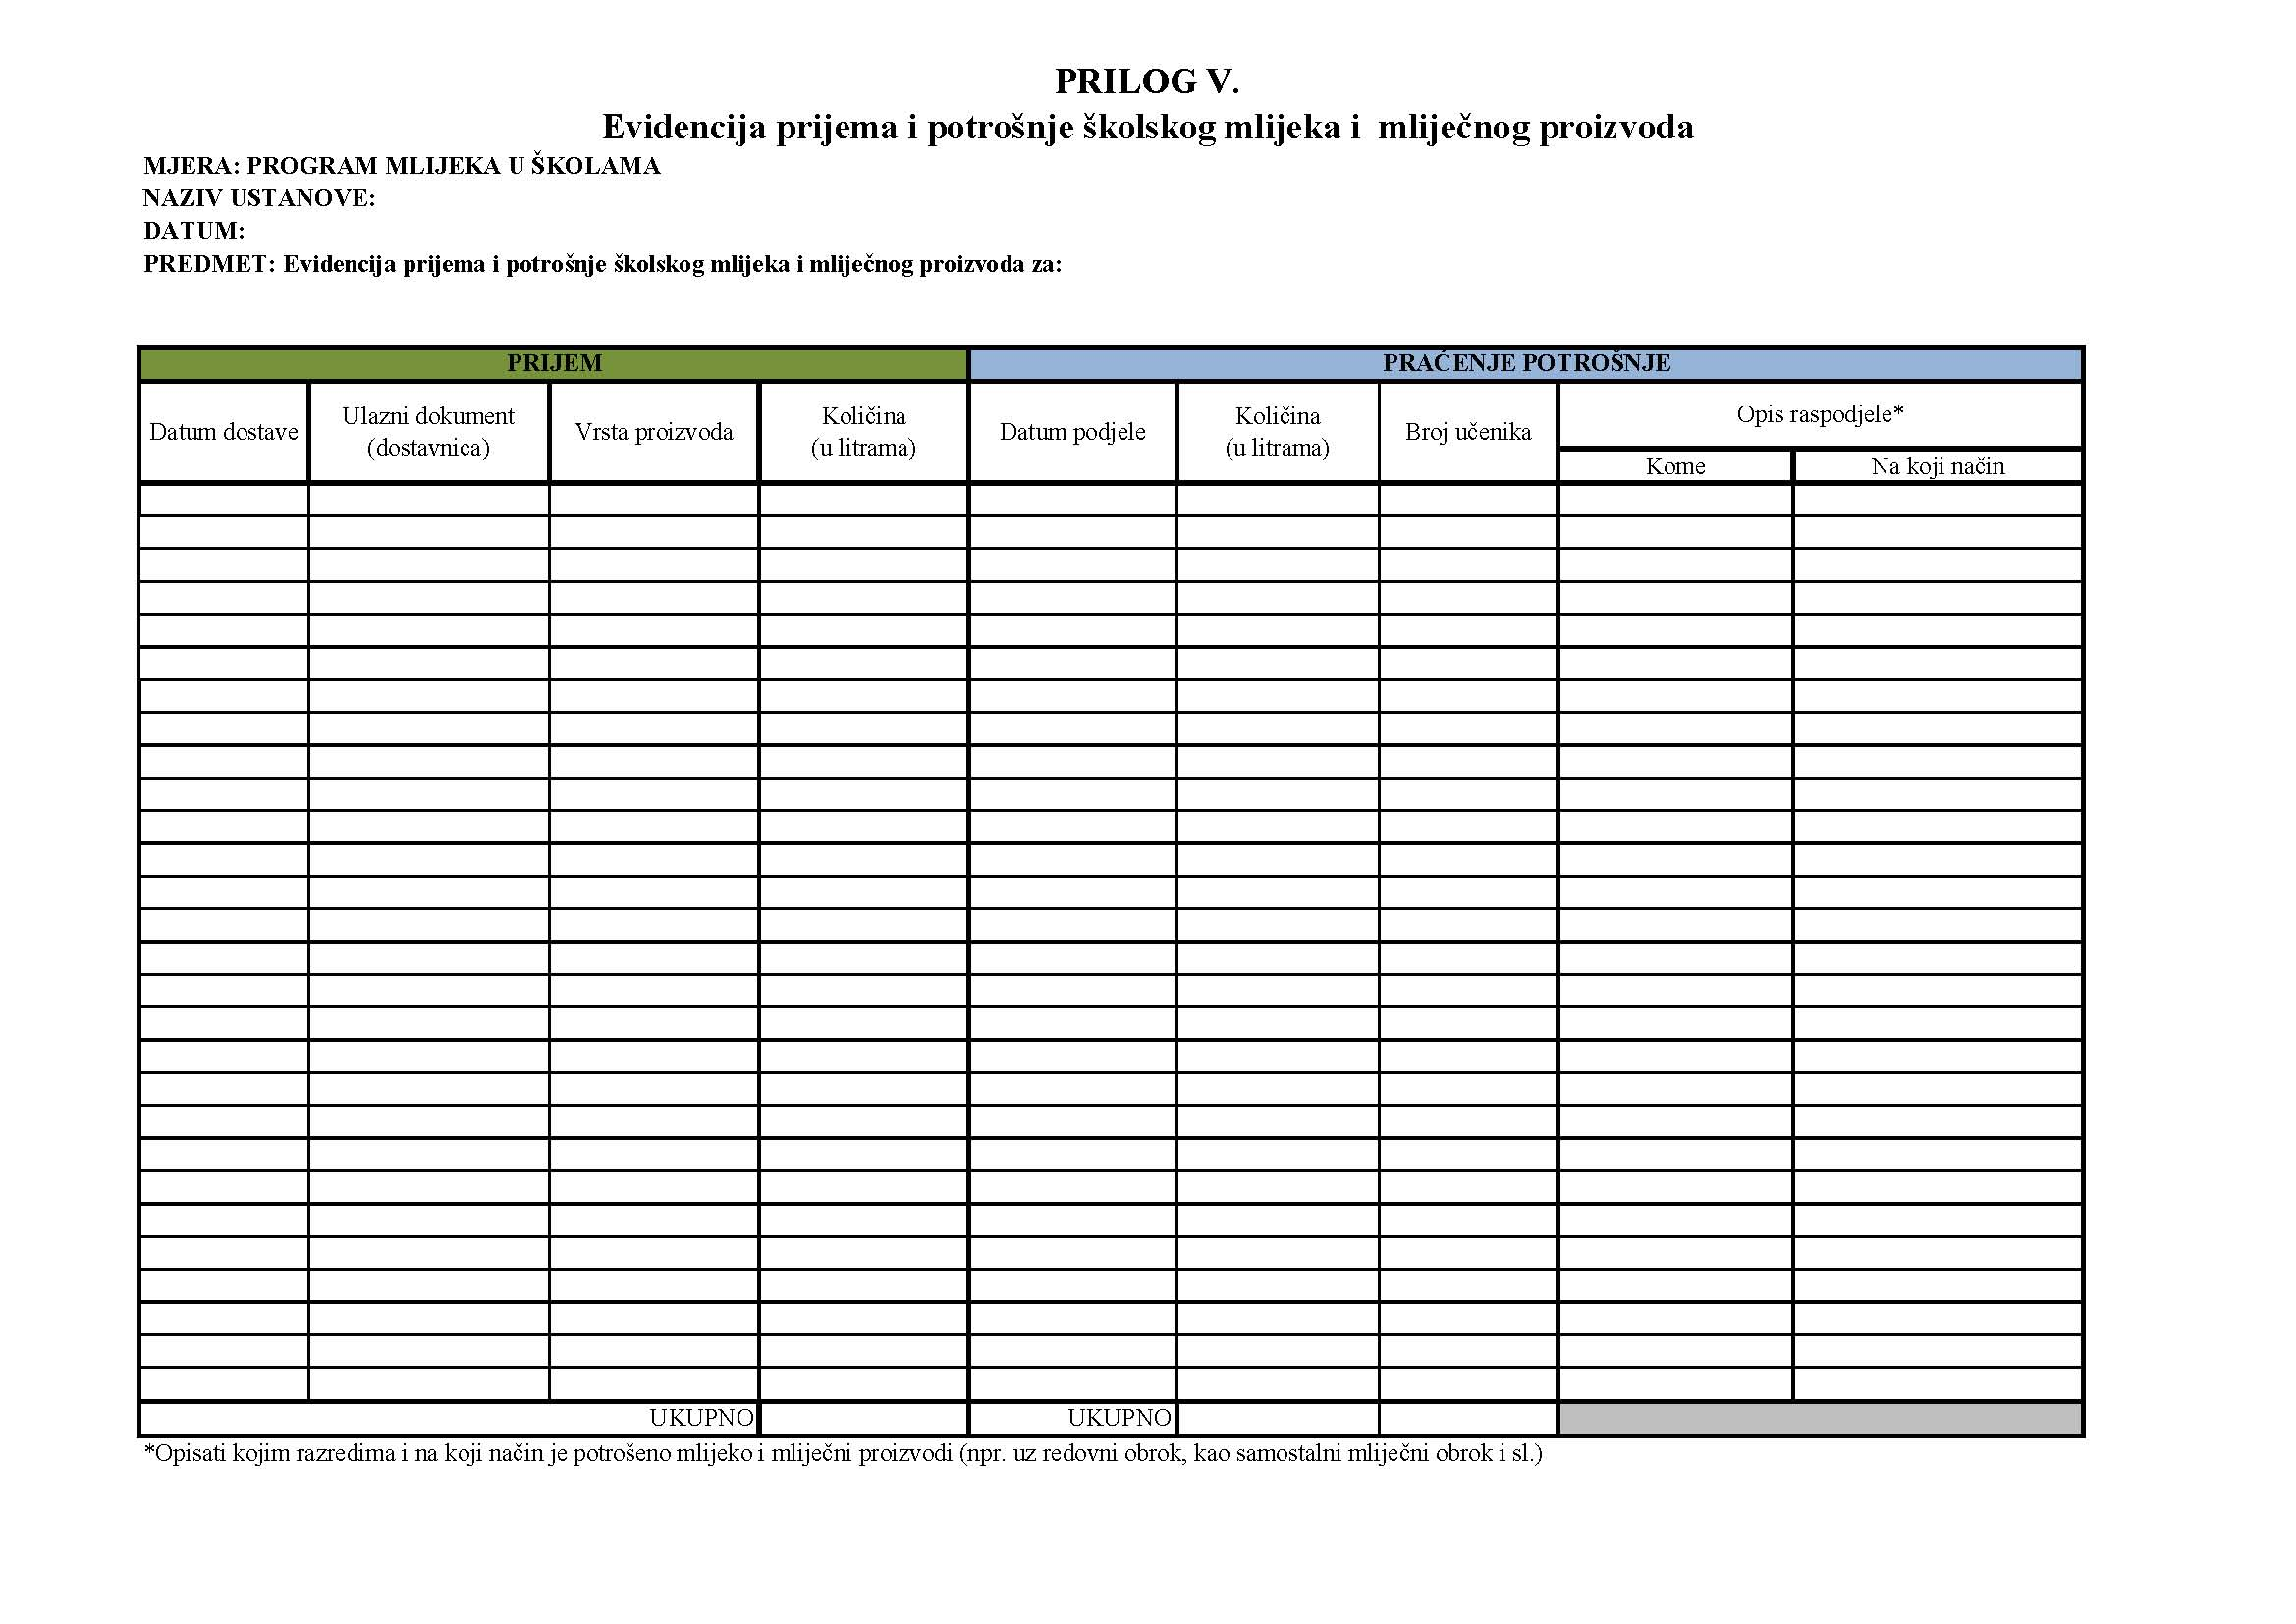 PRILOG V.
Evidencija prijema i potrošnje školskog mlijeka i  mliječnog proizvoda
MJERA: PROGRAM MLIJEKA U ŠKOLAMA
NAZIV USTANOVE:
DATUM:
PREDMET: Evidencija prijema i potrošnje školskog mlijeka i mliječnog proizvoda za:
PRIJEM
PRAĆENJE POTROŠNJE
Datum dostave
Ulazni dokument
(dostavnica)
Vrsta proizvoda
Količina
(u litrama)
Datum podjele
Količina
(u litrama)
Broj učenika
Opis raspodjele*
Kome
Na koji način
UKUPNO
UKUPNO
*Opisati kojim razredima i na koji način je potrošeno mlijeko i mliječni proizvodi (npr. uz redovni obrok, kao samostalni mliječni obrok i sl.)